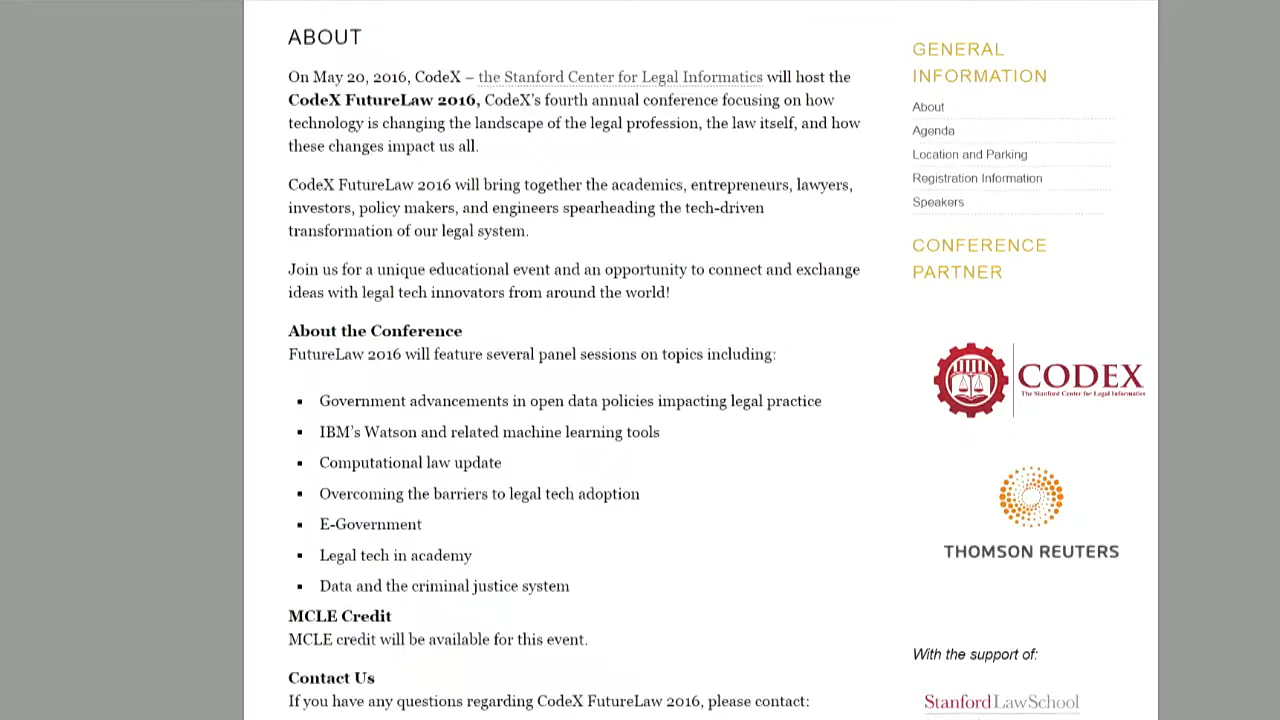 ABOUT
On May 20, 2016, CodeX – the Stanford Center for Legal Informatics will host the
CodeX FutureLaw 2016, CodeX's fourth annual conference focusing on how
technology is changing the landscape of the legal profession, the law itself, and how
these changes impact us all.
CodeX FutureLaw 2016 will bring together the academics, entrepreneurs, lawyers,
investors, policy makers, and engineers spearheading the tech-driven
transformation of our legal system.
Join us for a unique educational event and an opportunity to connect and exchange
ideas with legal tech innovators from around the world!
About the Conference
FutureLaw 2016 will feature several panel sessions on topics including:
▪ Government advancements in open data policies impacting legal practice
▪ IBM's Watson and related machine learning tools
▪ Computational law update
▪ Overcoming the barriers to legal tech adoption
▪ E-Government
▪ Legal tech in academy
▪ Data and the criminal justice system
MCLE Credit
MCLE credit will be available for this event.
Contact Us
If you have any questions regarding CodeX FutureLaw 2016, please contact:
GENERAL
INFORMATION
About
Agenda
Location and Parking
Registration Information
Speakers
CONFERENCE
PARTNER
CODEX
The Stanford Center for Legal Informatics
THOMSON REUTERS
With the support of:
Stanford Law School